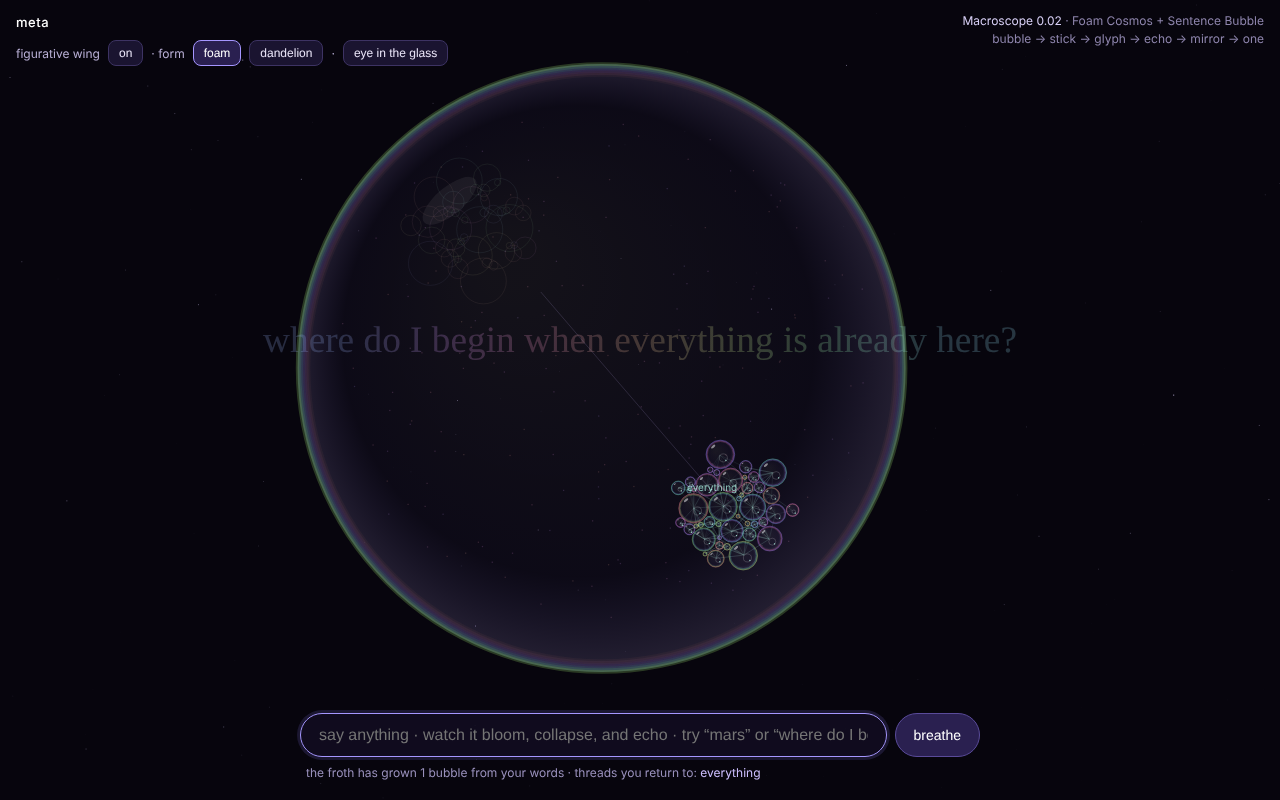 meta
Macroscope 0.02 · Foam Cosmos + Sentence Bubble
bubble → stick → glyph → echo → mirror → one
figurative wing on · form foam dandelion · eye in the glass
where do I begin when everything is already here?
everything
say anything · watch it bloom, collapse, and echo · try “mars” or “where do I b
breathe
the froth has grown 1 bubble from your words · threads you return to: everything